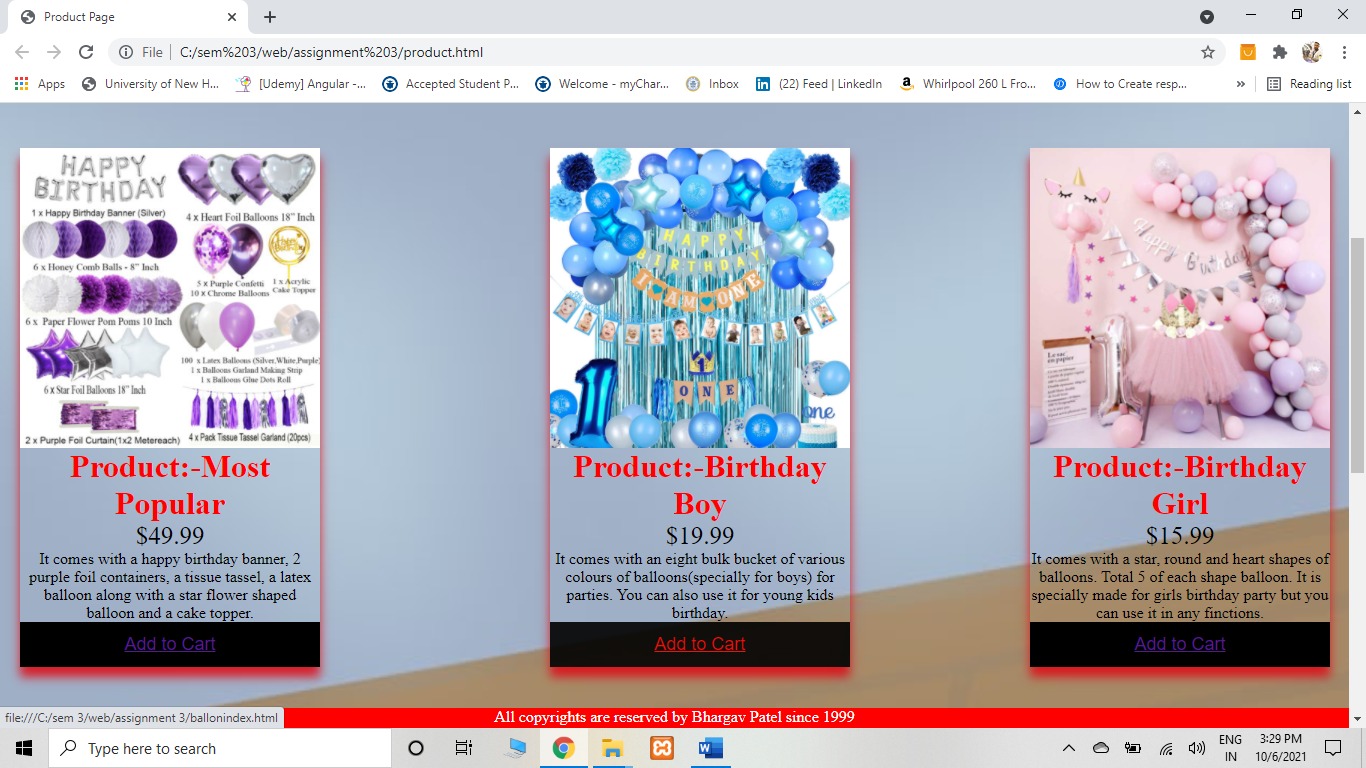 Product Page
File
C:/sem%203/web/assignment%203/product.html
Apps
University of New H...
[Udemy] Angular -...
Accepted Student P...
Welcome - myChar...
Inbox
(22) Feed | LinkedIn
Whirlpool 260 L Fro...
How to Create resp...
»
Reading list
HAPPY
BIRTHDAY
1 x Happy Birthday Banner (Silver)
4 x Heart Foil Balloons 18" Inch
6 x Honey Comb Balls - 8" Inch
5 x Purple Confetti
10 x Chrome Balloons
1 x Acrylic
Cake Topper
6 x Paper Flower Pom Poms 10 Inch
100 x Latex Balloons (Silver,White,Purple)
1 x Balloons Garland Making Strip
1 x Balloons Glue Dots Roll
6 x Star Foil Balloons 18" Inch
2 x Purple Foil Curtain(1x2 Metereach)
4 x Pack Tissue Tassel Garland (20pcs)
HAPPY
BIRTHDAY
I AM ONE
1
1
ONE
one
Happy Birthday
Le sac
en papier
1
Product:-Most
Popular
$49.99
It comes with a happy birthday banner, 2
purple foil containers, a tissue tassel, a latex
balloon along with a star flower shaped
balloon and a cake topper.
Add to Cart
Product:-Birthday
Boy
$19.99
It comes with an eight bulk bucket of various
colours of balloons(specially for boys) for
parties. You can also use it for young kids
birthday.
Add to Cart
Product:-Birthday
Girl
$15.99
It comes with a star, round and heart shapes of
balloons. Total 5 of each shape balloon. It is
specially made for girls birthday party but you
can use it in any finctions.
Add to Cart
file:///C:/sem 3/web/assignment 3/ballonindex.html
All copyrights are reserved by Bhargav Patel since 1999
Type here to search
ENG
IN
3:29 PM
10/6/2021